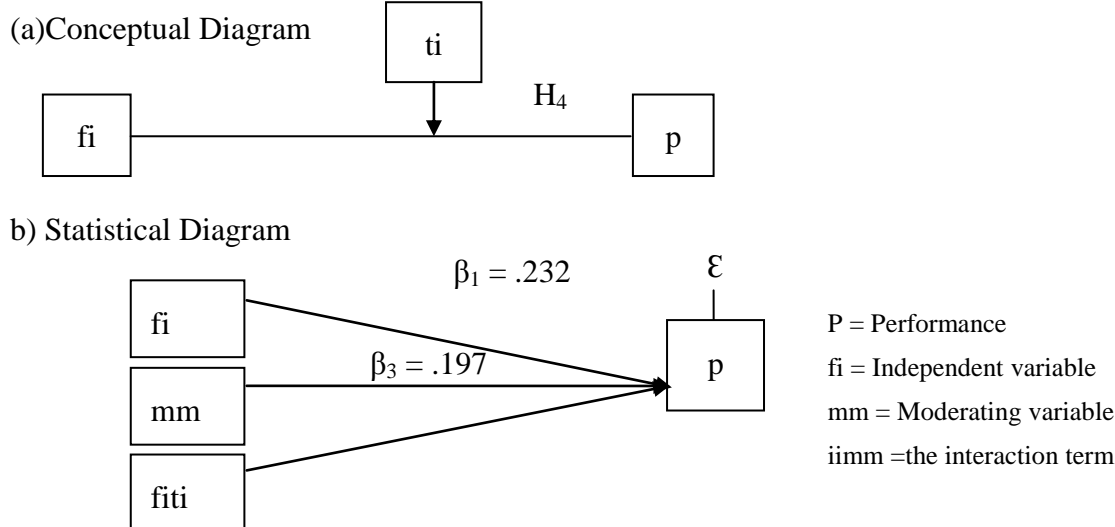 (a)Conceptual Diagram
ti
H₄
fi
p
b) Statistical Diagram
β₁ = .232
ε
fi
β₃ = .197
mm
p
fiti
P = Performance
fi = Independent variable
mm = Moderating variable
iimm =the interaction term